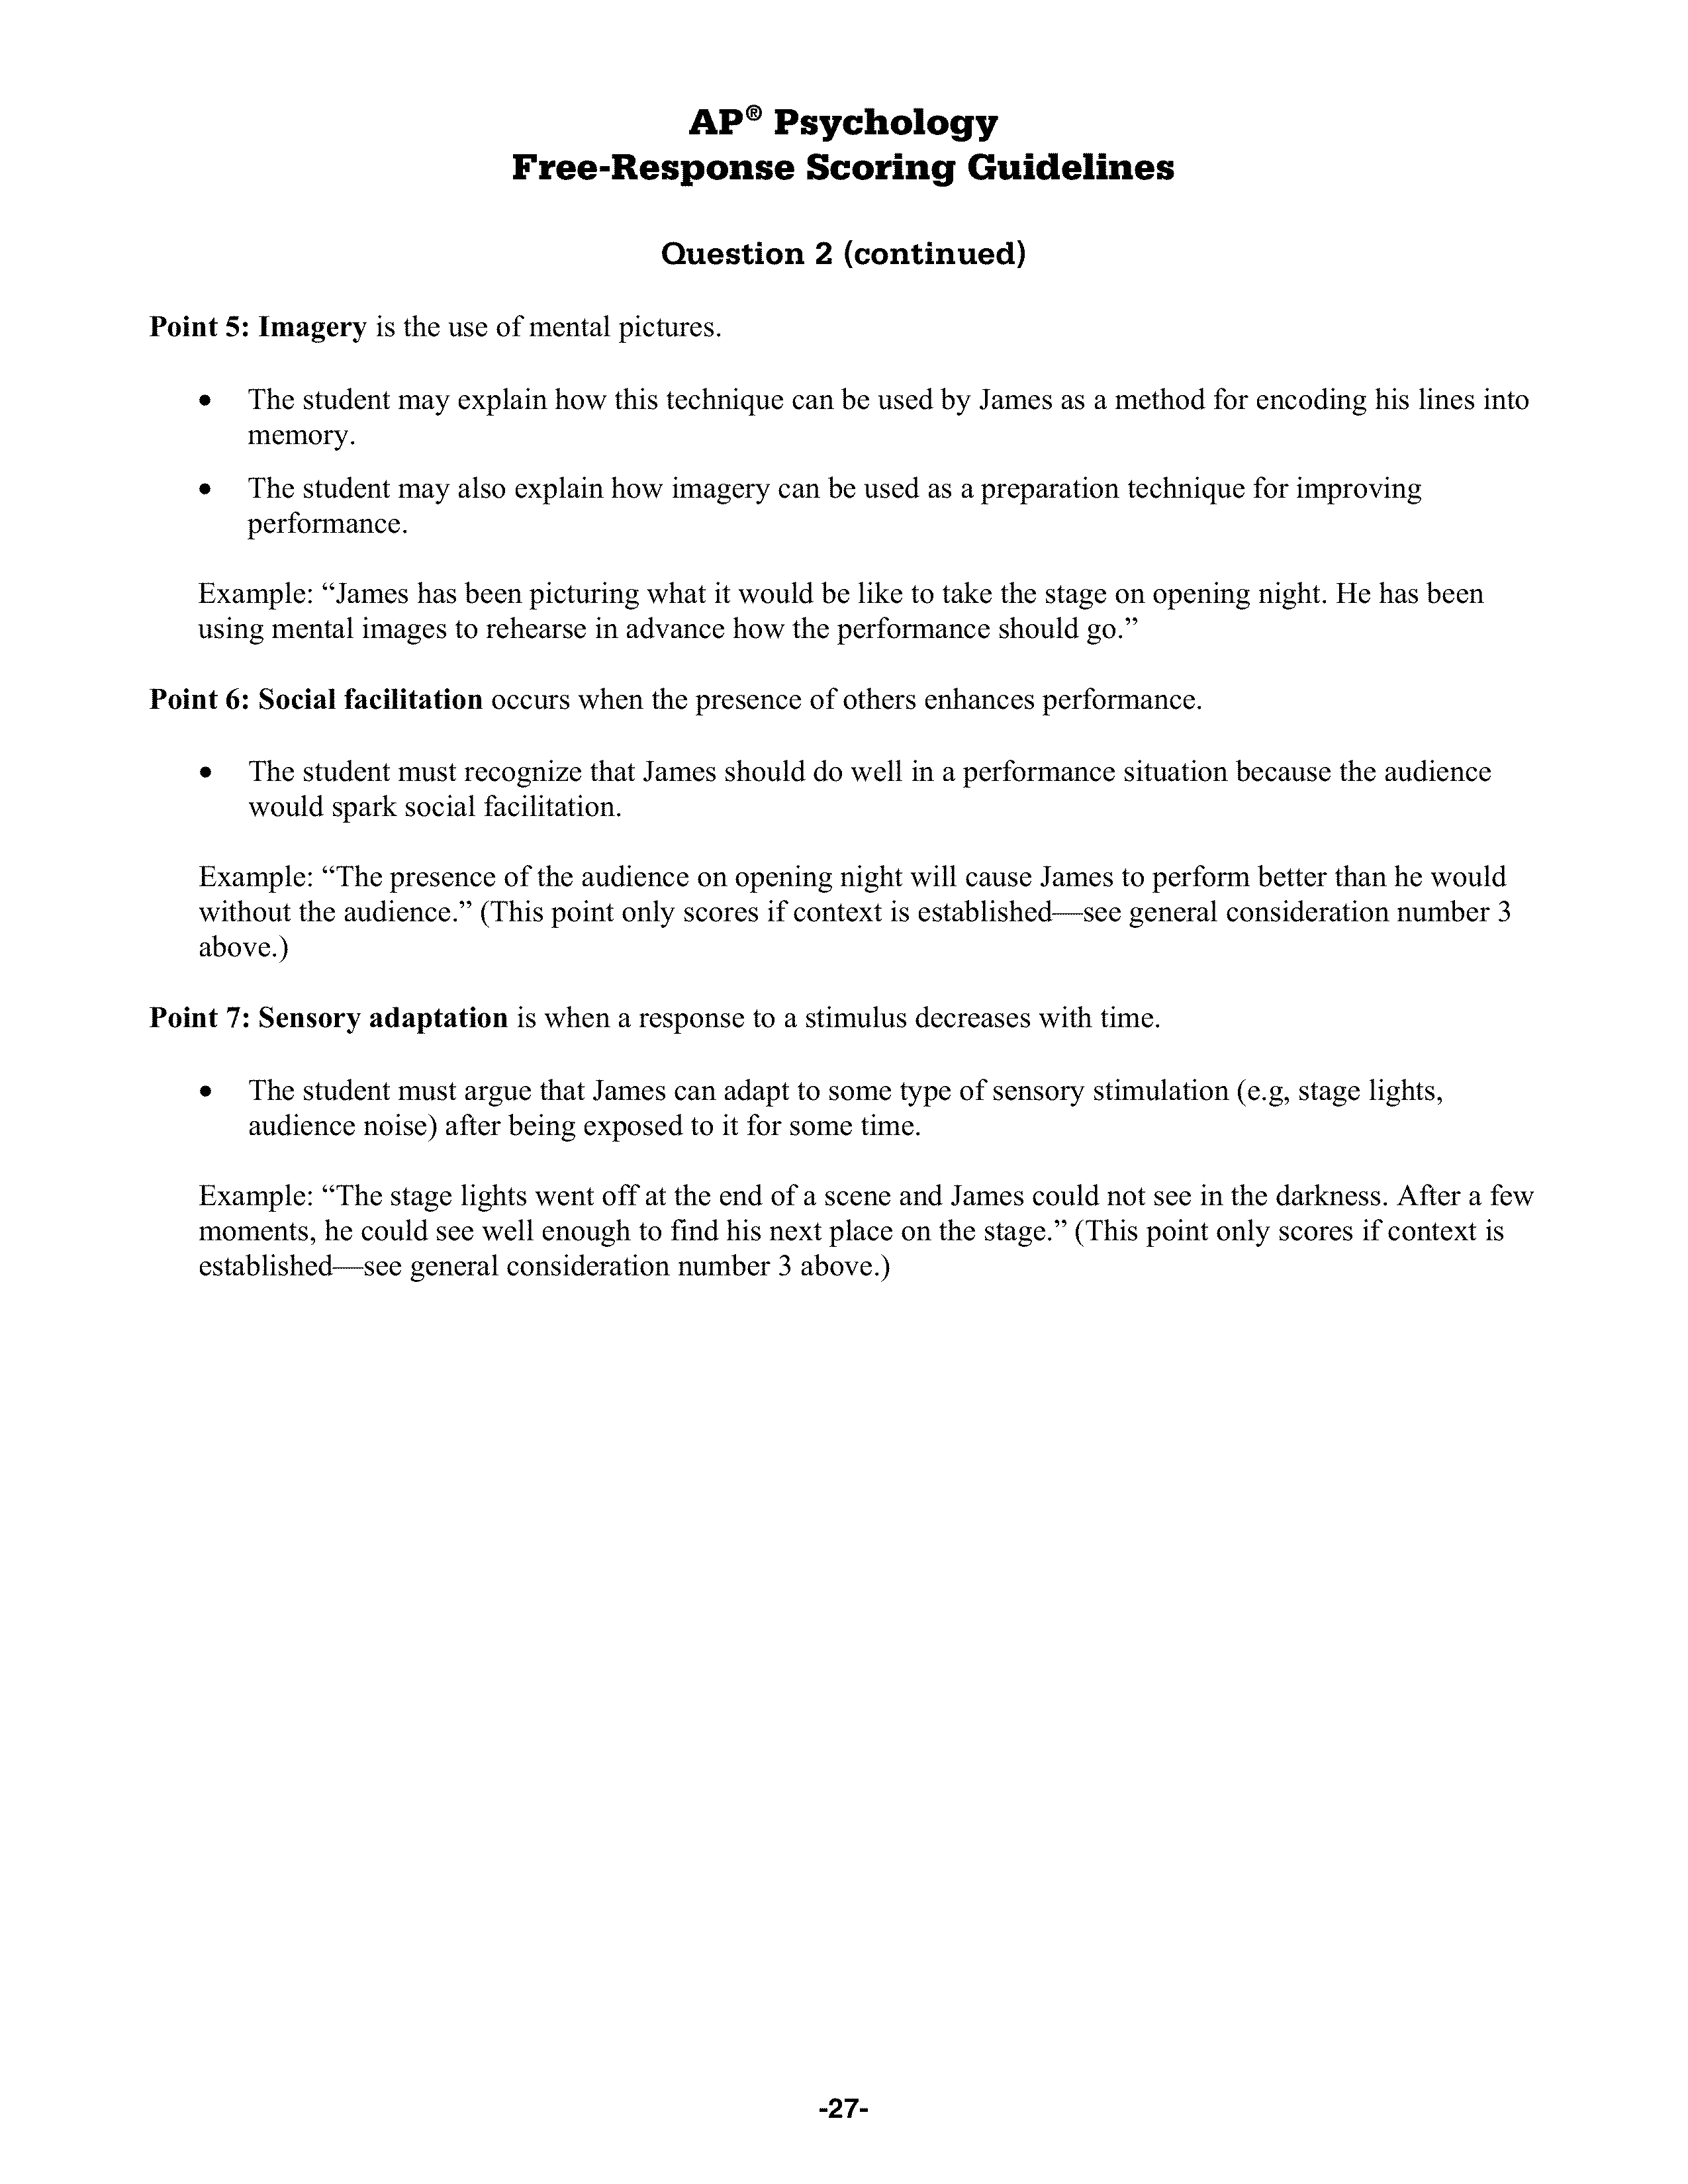 AP® Psychology
Free-Response Scoring Guidelines
Question 2 (continued)
Point 5: Imagery is the use of mental pictures.
• The student may explain how this technique can be used by James as a method for encoding his lines into
memory.
• The student may also explain how imagery can be used as a preparation technique for improving
performance.
Example: “James has been picturing what it would be like to take the stage on opening night. He has been
using mental images to rehearse in advance how the performance should go.”
Point 6: Social facilitation occurs when the presence of others enhances performance.
• The student must recognize that James should do well in a performance situation because the audience
would spark social facilitation.
Example: “The presence of the audience on opening night will cause James to perform better than he would
without the audience.” (This point only scores if context is established—see general consideration number 3
above.)
Point 7: Sensory adaptation is when a response to a stimulus decreases with time.
• The student must argue that James can adapt to some type of sensory stimulation (e.g, stage lights,
audience noise) after being exposed to it for some time.
Example: “The stage lights went off at the end of a scene and James could not see in the darkness. After a few
moments, he could see well enough to find his next place on the stage.” (This point only scores if context is
established—see general consideration number 3 above.)
-27-